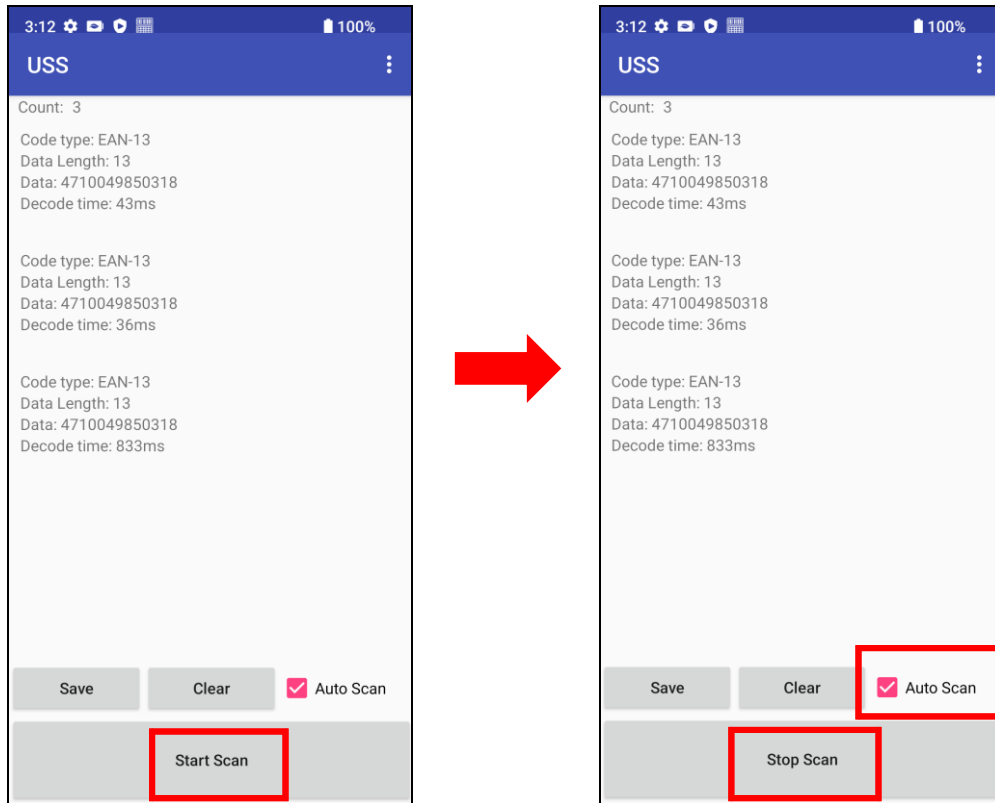 3:12 100%
USS
Count: 3
Code type: EAN-13
Data Length: 13
Data: 4710049850318
Decode time: 43ms
Code type: EAN-13
Data Length: 13
Data: 4710049850318
Decode time: 36ms
Code type: EAN-13
Data Length: 13
Data: 4710049850318
Decode time: 833ms
Save Clear Auto Scan
Start Scan
3:12 100%
USS
Count: 3
Code type: EAN-13
Data Length: 13
Data: 4710049850318
Decode time: 43ms
Code type: EAN-13
Data Length: 13
Data: 4710049850318
Decode time: 36ms
Code type: EAN-13
Data Length: 13
Data: 4710049850318
Decode time: 833ms
Save Clear Auto Scan
Stop Scan